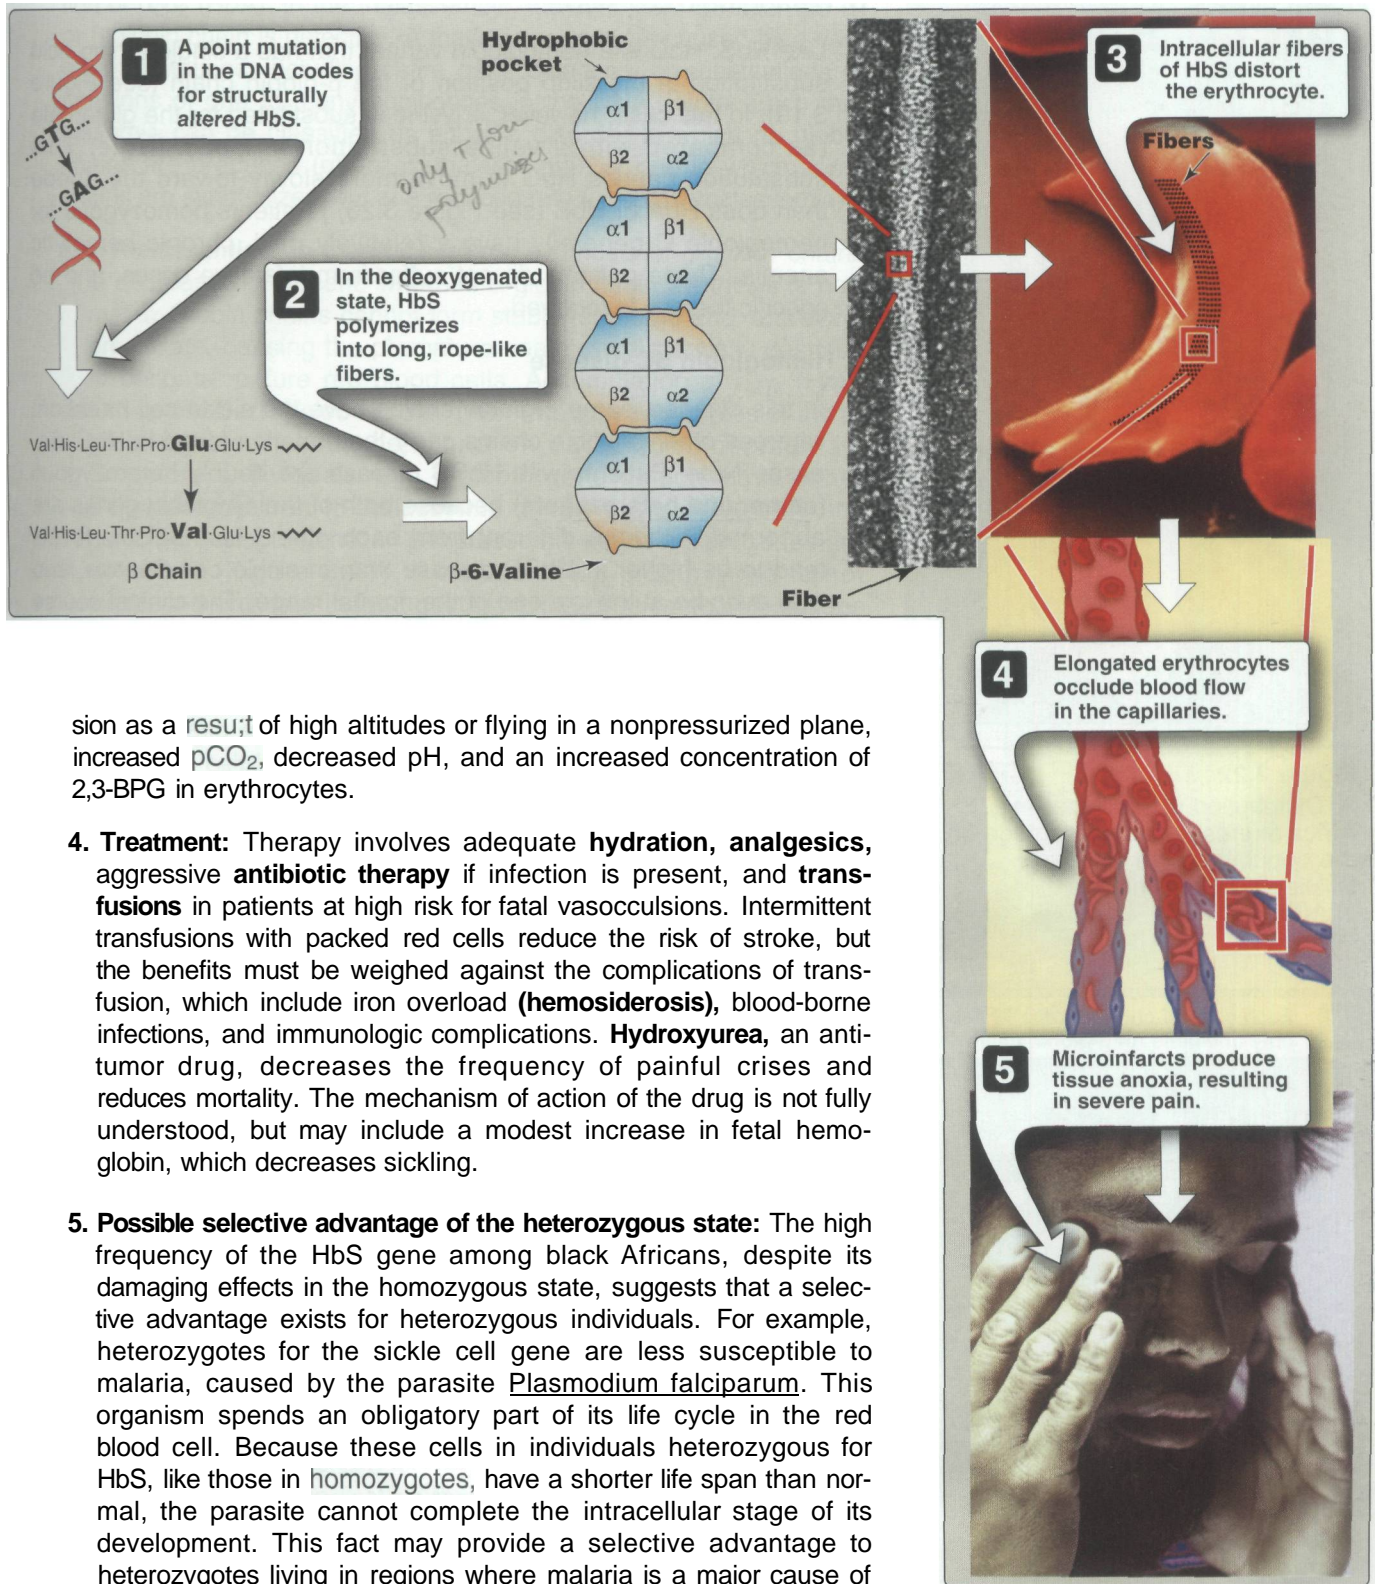 1
A point mutation
in the DNA codes
for structurally
altered HbS.
...GTG...
...GAG...
Val·His·Leu·Thr·Pro·Glu·Glu·Lys
Val·His·Leu·Thr·Pro·Val·Glu·Lys
β Chain
2
In the deoxygenated
state, HbS
polymerizes
into long, rope-like
fibers.
only T form
polymerizes
Hydrophobic
pocket
α1 β1
β2 α2
α1 β1
β2 α2
α1 β1
β2 α2
α1 β1
β2 α2
β-6-Valine
Fiber
3
Intracellular fibers
of HbS distort
the erythrocyte.
Fibers
4
Elongated erythrocytes
occlude blood flow
in the capillaries.
5
Microinfarcts produce
tissue anoxia, resulting
in severe pain.
sion as a resu;t of high altitudes or flying in a nonpressurized plane,
increased pCO₂, decreased pH, and an increased concentration of
2,3-BPG in erythrocytes.
4. Treatment: Therapy involves adequate hydration, analgesics,
aggressive antibiotic therapy if infection is present, and trans-
fusions in patients at high risk for fatal vasocculsions. Intermittent
transfusions with packed red cells reduce the risk of stroke, but
the benefits must be weighed against the complications of trans-
fusion, which include iron overload (hemosiderosis), blood-borne
infections, and immunologic complications. Hydroxyurea, an anti-
tumor drug, decreases the frequency of painful crises and
reduces mortality. The mechanism of action of the drug is not fully
understood, but may include a modest increase in fetal hemo-
globin, which decreases sickling.
5. Possible selective advantage of the heterozygous state: The high
frequency of the HbS gene among black Africans, despite its
damaging effects in the homozygous state, suggests that a selec-
tive advantage exists for heterozygous individuals. For example,
heterozygotes for the sickle cell gene are less susceptible to
malaria, caused by the parasite Plasmodium falciparum. This
organism spends an obligatory part of its life cycle in the red
blood cell. Because these cells in individuals heterozygous for
HbS, like those in homozygotes, have a shorter life span than nor-
mal, the parasite cannot complete the intracellular stage of its
development. This fact may provide a selective advantage to
heterozygotes living in regions where malaria is a major cause of